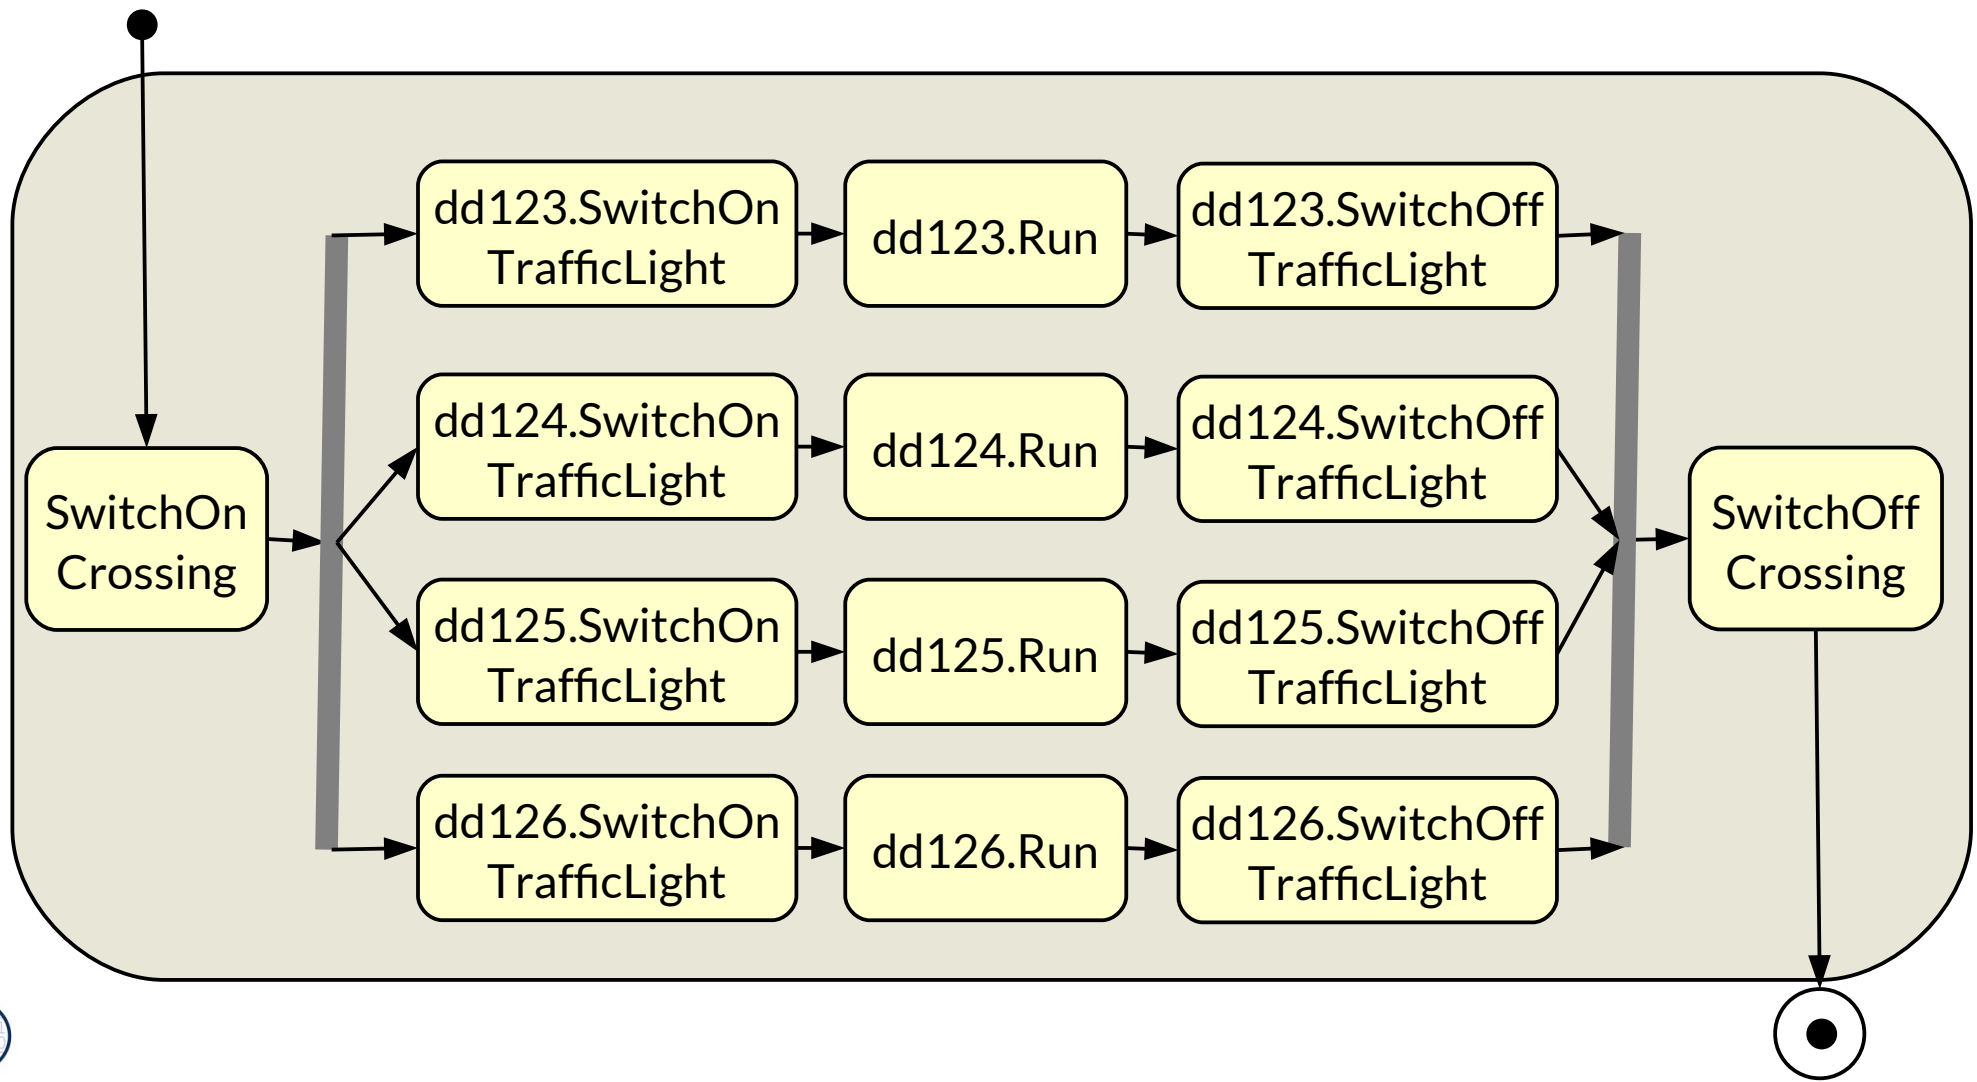 dd123.SwitchOn
TrafficLight
dd123.Run
dd123.SwitchOff
TrafficLight
dd124.SwitchOn
TrafficLight
dd124.Run
dd124.SwitchOff
TrafficLight
SwitchOn
Crossing
SwitchOff
Crossing
dd125.SwitchOn
TrafficLight
dd125.Run
dd125.SwitchOff
TrafficLight
dd126.SwitchOn
TrafficLight
dd126.Run
dd126.SwitchOff
TrafficLight